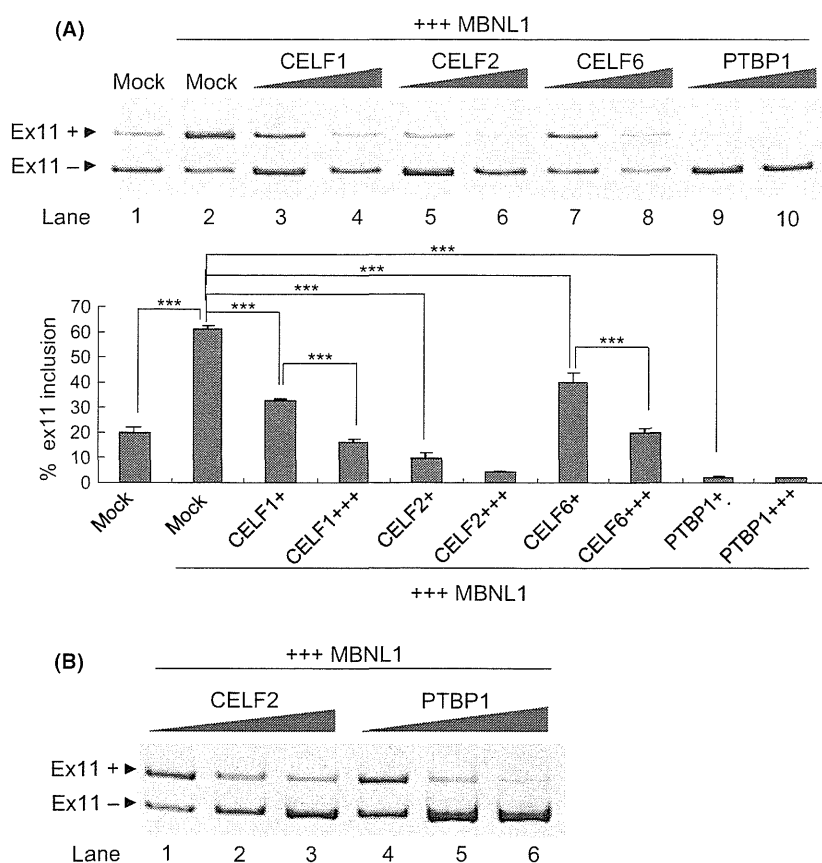 (A)
+++ MBNL1
CELF1 CELF2 CELF6 PTBP1
Mock Mock
Ex11 +
Ex11 –
Lane 1 2 3 4 5 6 7 8 9 10
***
***
***
*** *** *** ***
% ex11 inclusion
70
60
50
40
30
20
10
0
Mock Mock CELF1+ CELF1+++ CELF2+ CELF2+++ CELF6+ CELF6+++ PTBP1+. PTBP1+++
+++ MBNL1
(B)
+++ MBNL1
CELF2 PTBP1
Ex11 +
Ex11 –
Lane 1 2 3 4 5 6